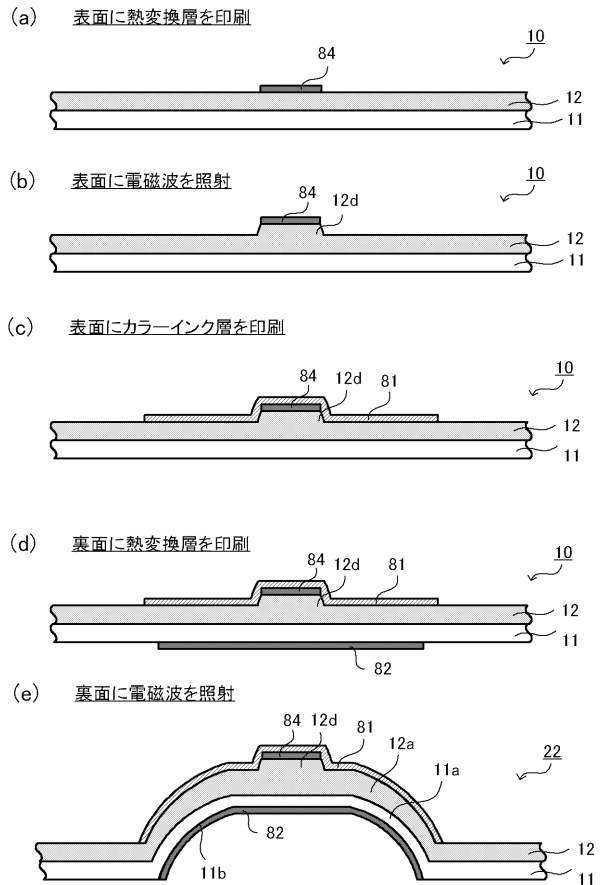 (a) 表面に熱変換層を印刷
10
84
12
11
(b) 表面に電磁波を照射
10
84
12d
12
11
(c) 表面にカラーインク層を印刷
10
84
12d
81
12
11
(d) 裏面に熱変換層を印刷
10
84
12d
81
12
11
82
(e) 裏面に電磁波を照射
84
12d
81
12a
22
11a
82
11b
12
11